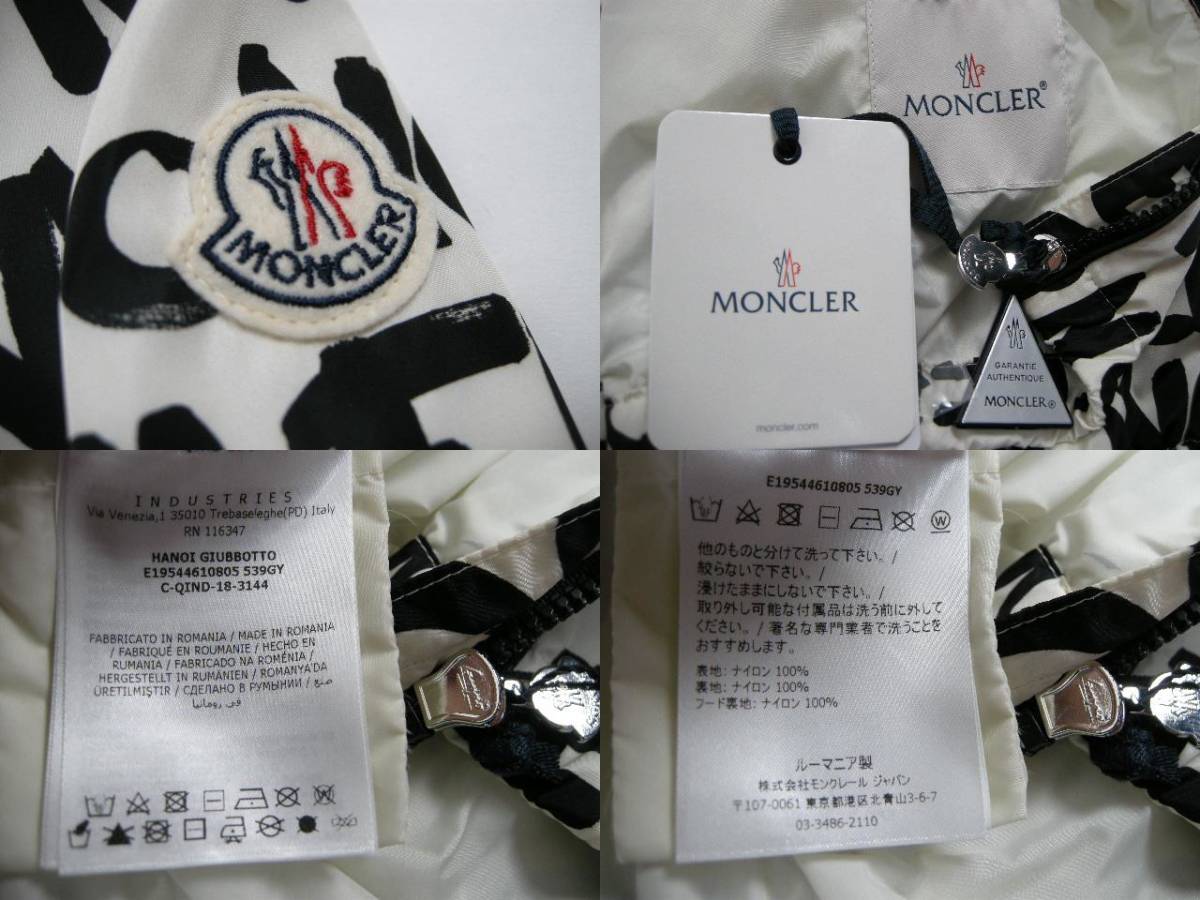 MONCLER
MONCLER®
MONCLER
moncler.com
GARANTIE
AUTHENTIQUE
MONCLER®
INDUSTRIES
Via Venezia,1 35010 Trebaseleghe(PD) Italy
RN 116347
HANOI GIUBBOTTO
E19544610805 539GY
C-QIND-18-3144
FABBRICATO IN ROMANIA / MADE IN ROMANIA
/ FABRIQUÉ EN ROUMANIE / HECHO EN
RUMANIA / FABRICADO NA ROMÉNIA /
HERGESTELLT IN RUMÄNIEN / ROMANYA'DA
ÜRETILMIŞTIR / СДЕЛАНО В РУМЫНИИ / صنع
في رومانيا
E19544610805 539GY
W
他のものと分けて洗って下さい。/
絞らないで下さい。/
浸けたままにしないで下さい。/
取り外し可能な付属品は洗う前に外して
ください。/ 著名な専門業者で洗うことを
おすすめします。
表地: ナイロン 100%
裏地: ナイロン 100%
フード裏地: ナイロン 100%
ルーマニア製
株式会社モンクレール ジャパン
〒107-0061 東京都港区北青山3-6-7
03-3486-2110